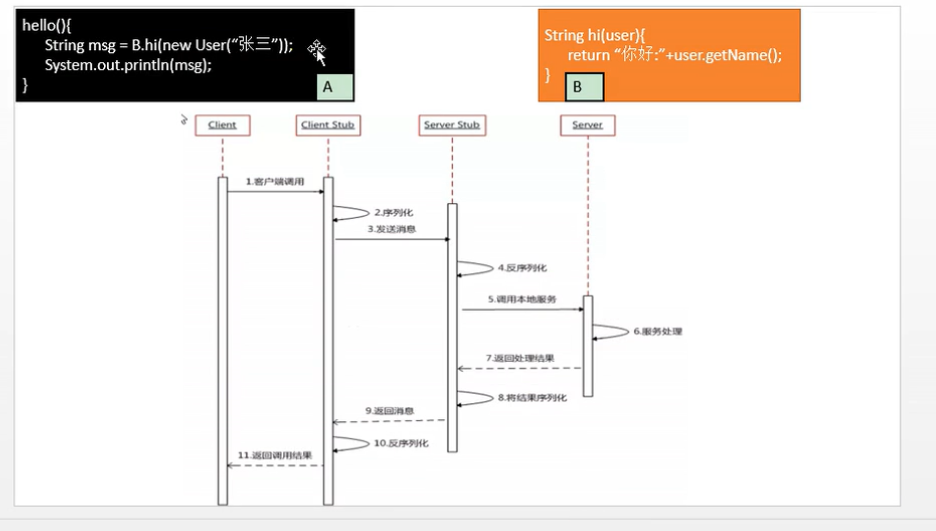 hello(){
String msg = B.hi(new User(“张三”));
System.out.println(msg);
}
A
String hi(user){
return “你好:”+user.getName();
}
B
Client
Client Stub
Server Stub
Server
1.客户端调用
2.序列化
3.发送消息
4.反序列化
5.调用本地服务
6.服务处理
7.返回处理结果
8.将结果序列化
9.返回消息
10.反序列化
11.返回调用结果